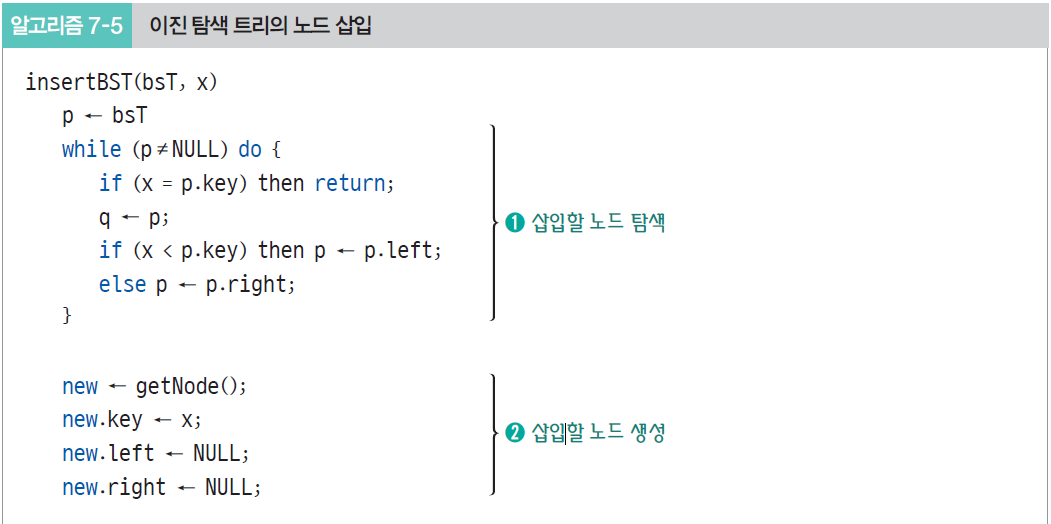 알고리즘 7-5 이진 탐색 트리의 노드 삽입
insertBST(bsT, x)
p ← bsT
while (p≠NULL) do {
if (x = p.key) then return;
q ← p;
if (x < p.key) then p ← p.left;
else p ← p.right;
}
❶ 삽입할 노드 탐색
new ← getNode();
new.key ← x;
new.left ← NULL;
new.right ← NULL;
❷ 삽입할 노드 생성